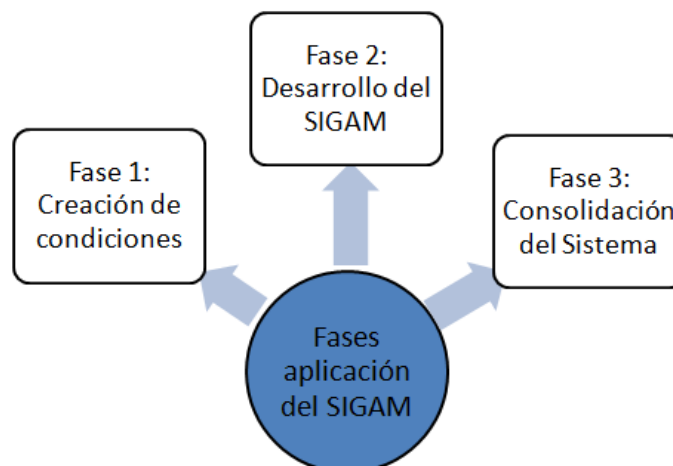 Fase 1:
Creación de
condiciones
Fase 2:
Desarrollo del
SIGAM
Fase 3:
Consolidación
del Sistema
Fases
aplicación
del SIGAM